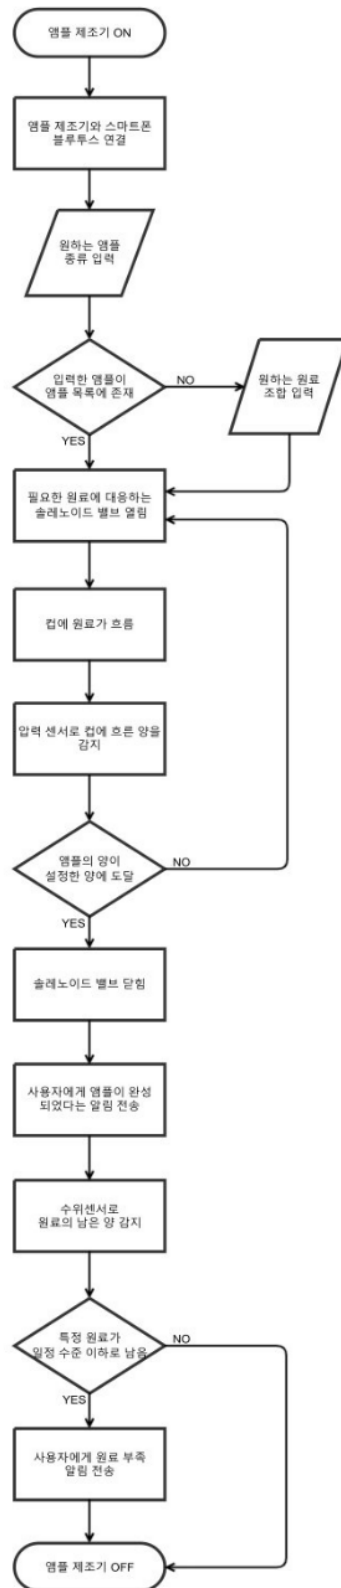 앰플 제조기 ON
앰플 제조기와 스마트폰
블루투스 연결
원하는 앰플
종류 입력
입력한 앰플이
앰플 목록에 존재
NO
원하는 원료
조합 입력
YES
필요한 원료에 대응하는
솔레노이드 밸브 열림
컵에 원료가 흐름
압력 센서로 컵에 흐른 양을
감지
앰플의 양이
설정한 양에 도달
NO
YES
솔레노이드 밸브 닫힘
사용자에게 앰플이 완성
되었다는 알림 전송
수위센서로
원료의 남은 양 감지
특정 원료가
일정 수준 이하로 남음
NO
YES
사용자에게 원료 부족
알림 전송
앰플 제조기 OFF